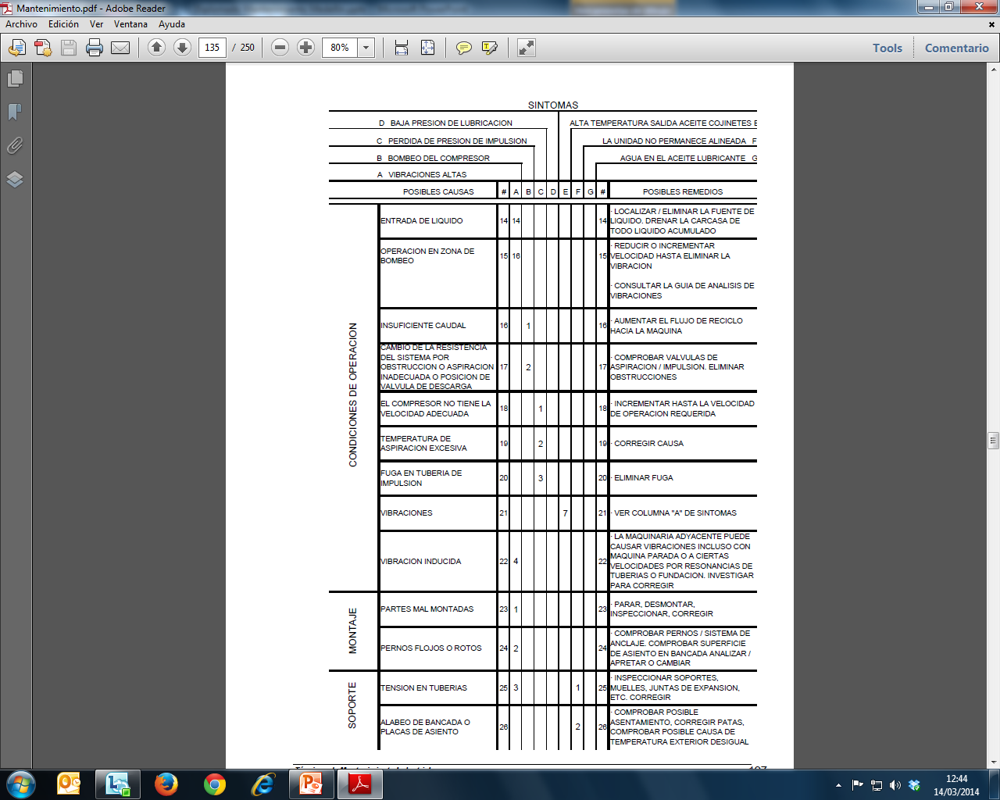 Mantenimiento.pdf - Adobe Reader
Archivo Edición Ver Ventana Ayuda
135 / 250 80% Tools Comentario
SINTOMAS
D BAJA PRESION DE LUBRICACION ALTA TEMPERATURA SALIDA ACEITE COJINETES E
C PERDIDA DE PRESION DE IMPULSION LA UNIDAD NO PERMANECE ALINEADA F
B BOMBEO DEL COMPRESOR AGUA EN EL ACEITE LUBRICANTE G
A VIBRACIONES ALTAS
POSIBLES CAUSAS # A B C D E F G # POSIBLES REMEDIOS
CONDICIONES DE OPERACION
ENTRADA DE LIQUIDO 14 14 14
· LOCALIZAR / ELIMINAR LA FUENTE DE
LIQUIDO. DRENAR LA CARCASA DE
TODO LIQUIDO ACUMULADO
OPERACION EN ZONA DE
BOMBEO
15 16 15
· REDUCIR O INCREMENTAR
VELOCIDAD HASTA ELIMINAR LA
VIBRACION
· CONSULTAR LA GUIA DE ANALISIS DE
VIBRACIONES
INSUFICIENTE CAUDAL 16 1 16
· AUMENTAR EL FLUJO DE RECICLO
HACIA LA MAQUINA
CAMBIO DE LA RESISTENCIA
DEL SISTEMA POR
OBSTRUCCION O ASPIRACION
INADECUADA O POSICION DE
VALVULA DE DESCARGA
17 2 17
· COMPROBAR VALVULAS DE
ASPIRACION / IMPULSION. ELIMINAR
OBSTRUCCIONES
EL COMPRESOR NO TIENE LA
VELOCIDAD ADECUADA
18 1 18
· INCREMENTAR HASTA LA VELOCIDAD
DE OPERACION REQUERIDA
TEMPERATURA DE
ASPIRACION EXCESIVA
19 2 19
· CORREGIR CAUSA
FUGA EN TUBERIA DE
IMPULSION
20 3 20
· ELIMINAR FUGA
VIBRACIONES 21 7 21
· VER COLUMNA "A" DE SINTOMAS
VIBRACION INDUCIDA 22 4 22
· LA MAQUINARIA ADYACENTE PUEDE
CAUSAR VIBRACIONES INCLUSO CON
MAQUINA PARADA O A CIERTAS
VELOCIDADES POR RESONANCIAS DE
TUBERIAS O FUNDACION. INVESTIGAR
PARA CORREGIR
MONTAJE
PARTES MAL MONTADAS 23 1 23
· PARAR, DESMONTAR,
INSPECCIONAR, CORREGIR
PERNOS FLOJOS O ROTOS 24 2 24
· COMPROBAR PERNOS / SISTEMA DE
ANCLAJE, COMPROBAR SUPERFICIE
DE ASIENTO EN BANCADA ANALIZAR /
APRETAR O CAMBIAR
SOPORTE
TENSION EN TUBERIAS 25 3 1 25
· INSPECCIONAR SOPORTES,
MUELLES, JUNTAS DE EXPANSION,
ETC. CORREGIR
ALABEO DE BANCADA O
PLACAS DE ASIENTO
26 2 26
· COMPROBAR POSIBLE
ASENTAMIENTO, CORREGIR PATAS,
COMPROBAR POSIBLE CAUSA DE
TEMPERATURA EXTERIOR DESIGUAL
12:44
14/03/2014